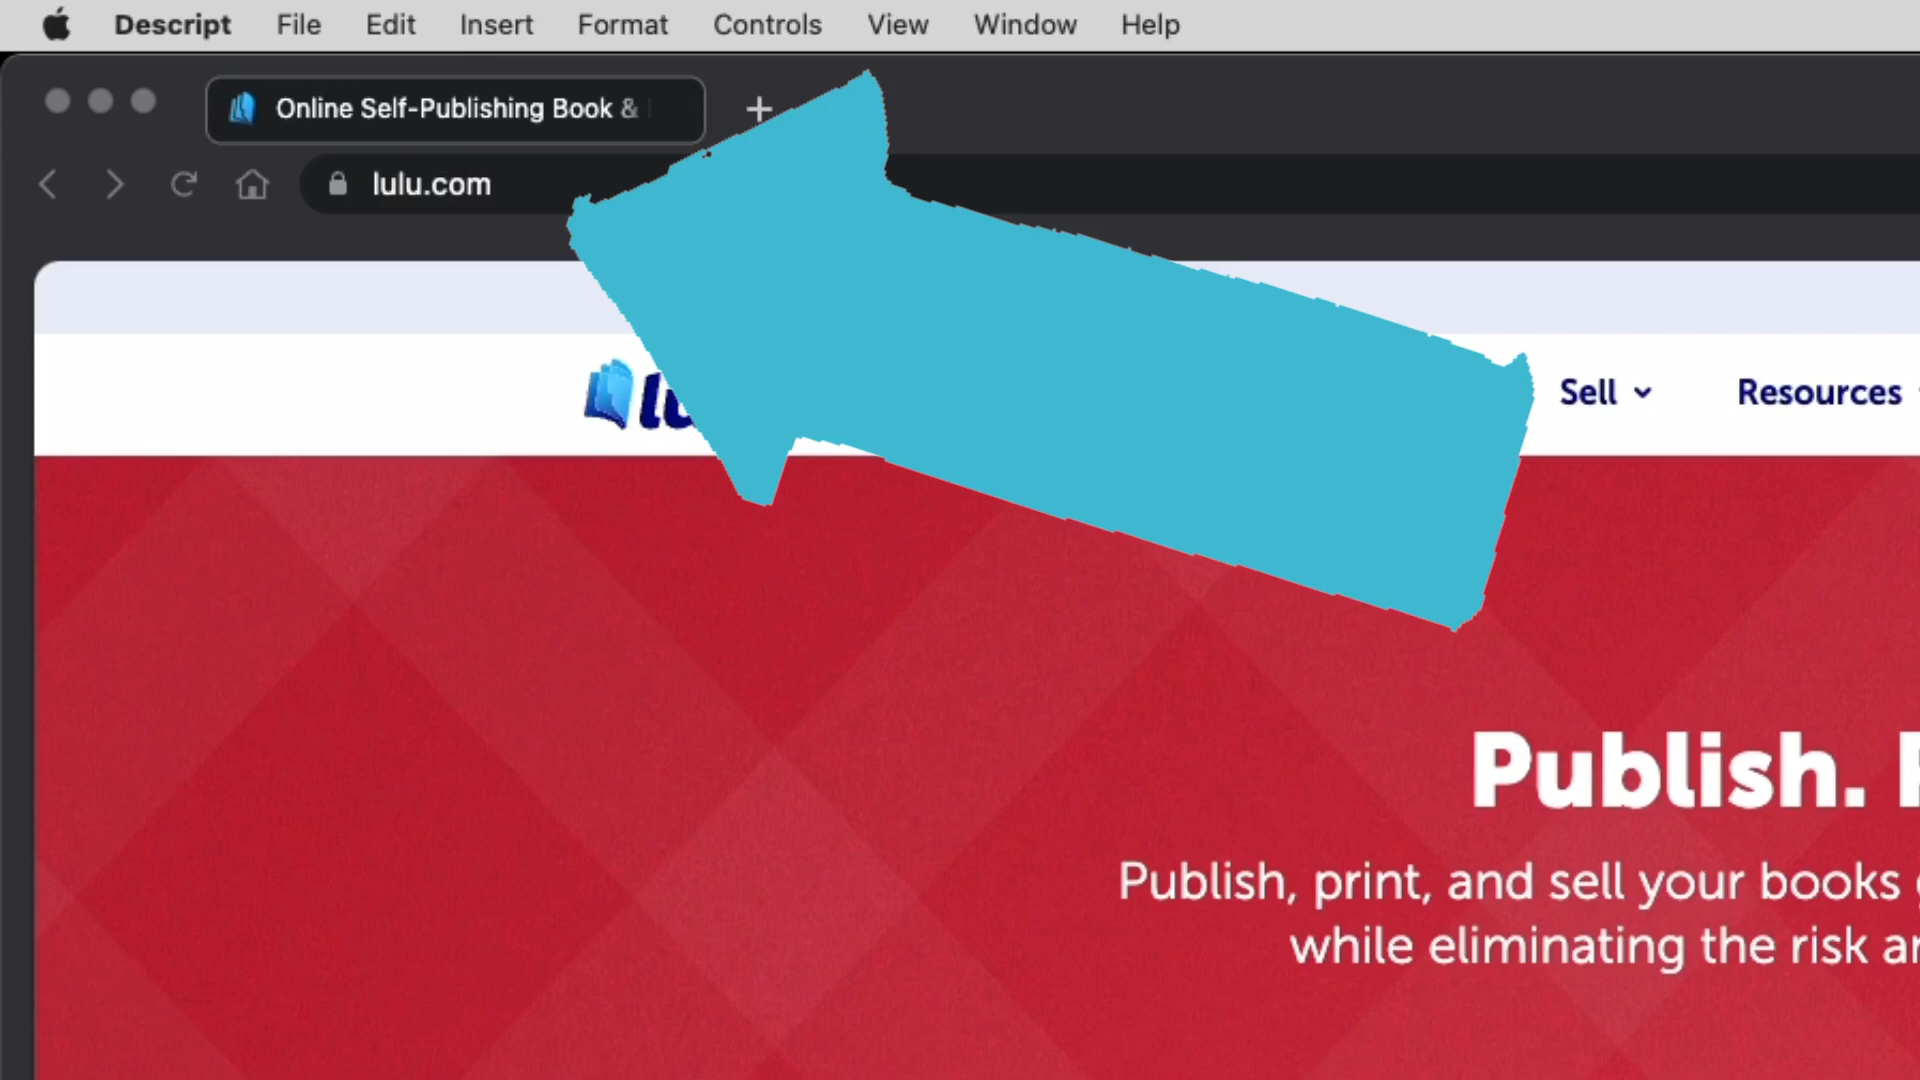 Descript File Edit Insert Format Controls View Window Help
Online Self-Publishing Book &
lulu.com
Sell Resources
Publish.
Publish, print, and sell your books
while eliminating the risk